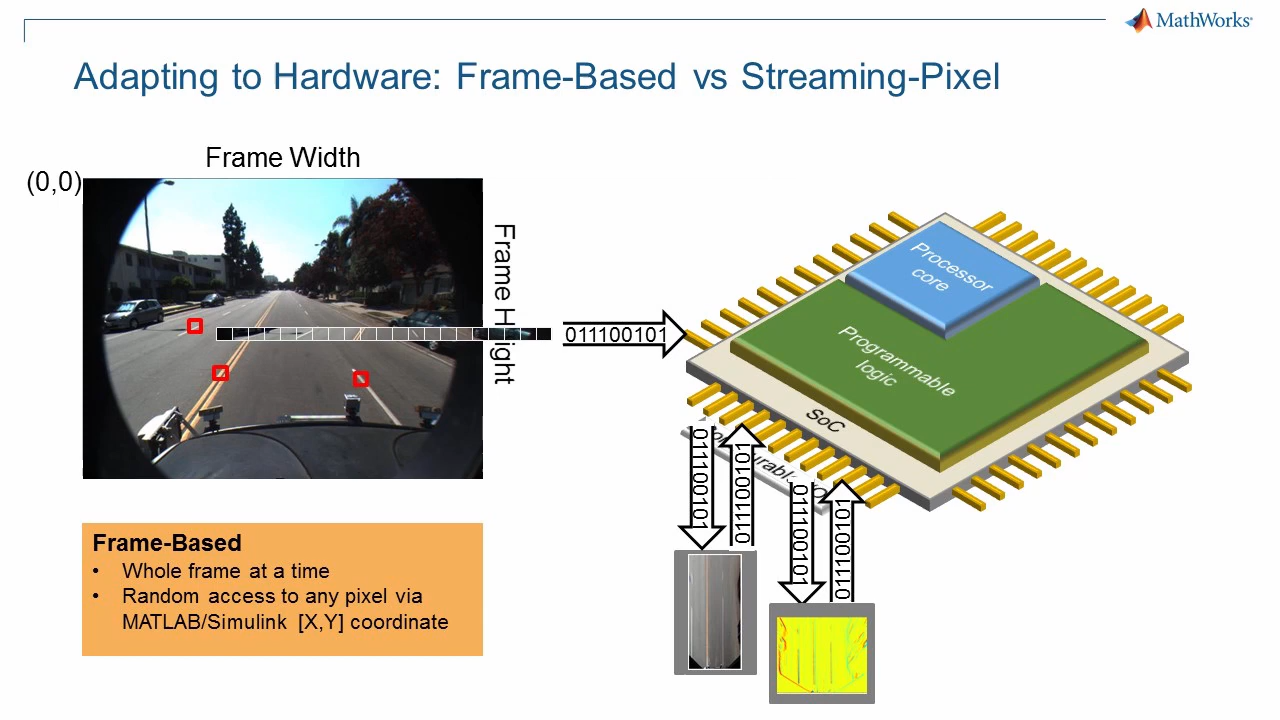 MathWorks®
Adapting to Hardware: Frame-Based vs Streaming-Pixel
Frame Width
(0,0)
Frame H ight
011100101
Processor
core
Programmable
logic
SoC
011100101
011100101
011100101
011100101
Frame-Based
• Whole frame at a time
• Random access to any pixel via
MATLAB/Simulink [X,Y] coordinate